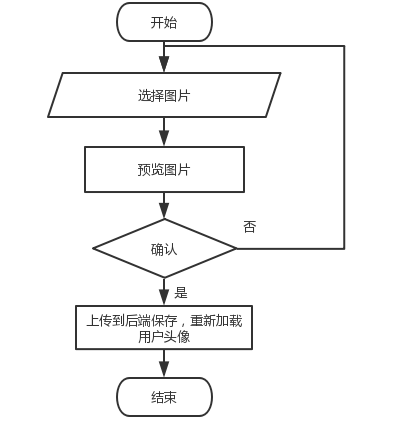 开始
选择图片
预览图片
否
确认
是
上传到后端保存，重新加载
用户头像
结束